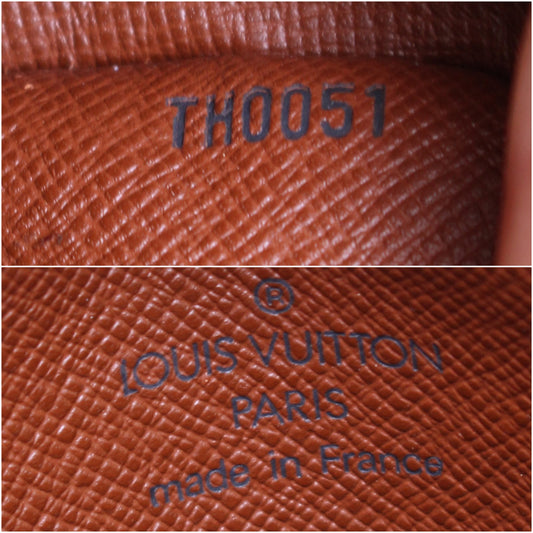 TH0051
®
LOUIS VUITTON
PARIS
made in France